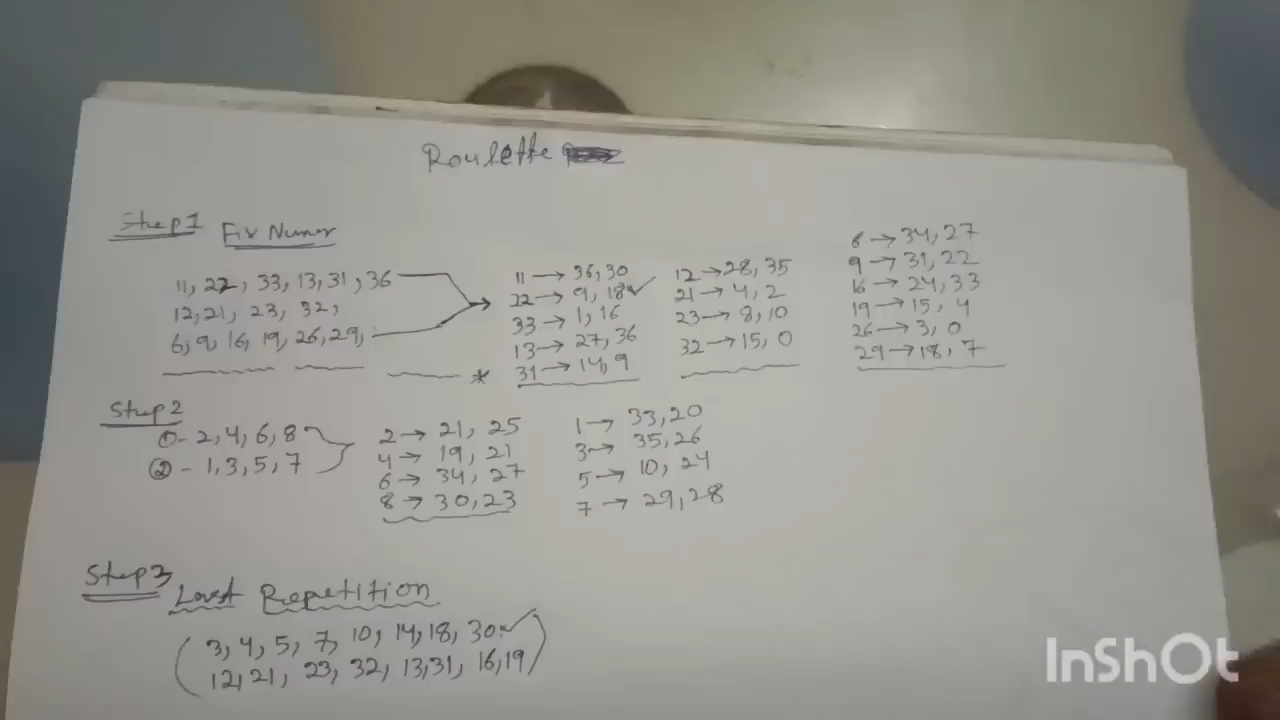 Roulette
Step 1 Fix Numer
11, 22, 33, 13, 31, 36
12, 21, 23, 32,
6, 9, 16, 19, 26, 29,
11 → 36, 30
22 → 9, 18 ✓
33 → 1, 16
13 → 27, 36
* 31 → 14, 9
12 → 28, 35
21 → 4, 2
23 → 8, 10
32 → 15, 0
6 → 34, 27
9 → 31, 22
16 → 24, 33
19 → 15, 4
26 → 3, 0
29 → 18, 7
Step 2
① - 2, 4, 6, 8
② - 1, 3, 5, 7
2 → 21, 25
4 → 19, 21
6 → 34, 27
8 → 30, 23
1 → 33, 20
3 → 35, 26
5 → 10, 24
7 → 29, 28
Step 3 Last Repetition
(3, 4, 5, 7, 10, 14, 18, 30 ✓
12, 21, 23, 32, 13, 31, 16, 19)
InShOt